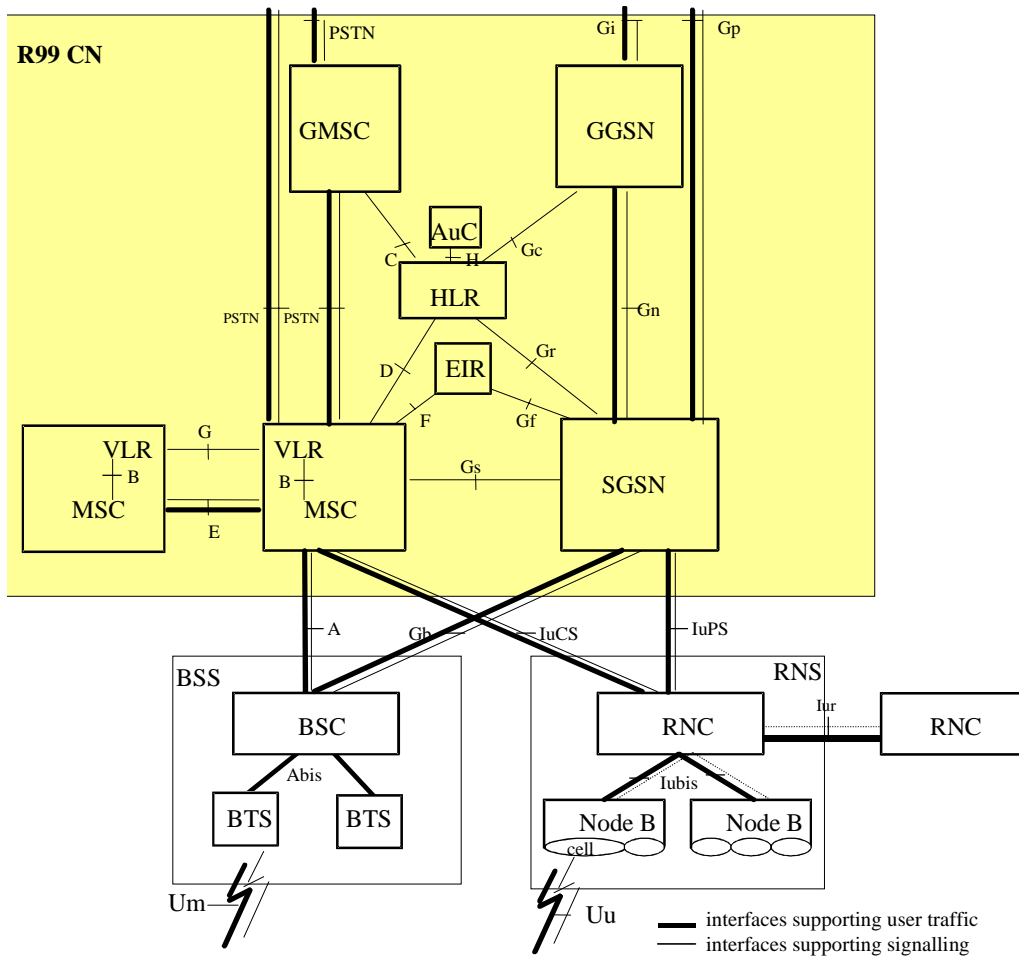 PSTN
Gi
Gp
R99 CN
GMSC
GGSN
AuC
C
H
Gc
HLR
PSTN
PSTN
Gn
D
EIR
Gr
F
Gf
G
VLR
VLR
B
B
Gs
SGSN
MSC
MSC
E
A
Gb
IuCS
IuPS
BSS
RNS
BSC
RNC
Iur
RNC
Abis
Iubis
BTS
BTS
Node B
Node B
cell
Um
Uu
interfaces supporting user traffic
interfaces supporting signalling